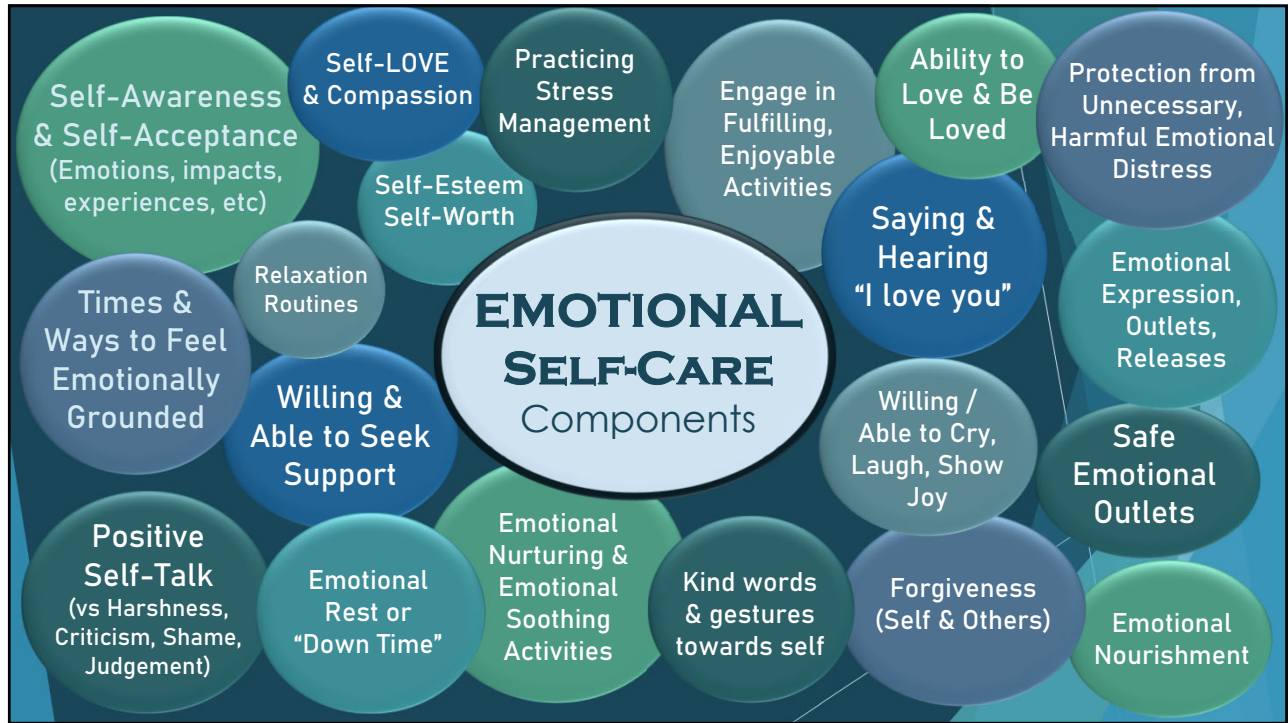 Self-Awareness
& Self-Acceptance
(Emotions, impacts,
experiences, etc)
Self-LOVE
& Compassion
Practicing
Stress
Management
Engage in
Fulfilling,
Enjoyable
Activities
Ability to
Love & Be
Loved
Protection from
Unnecessary,
Harmful Emotional
Distress
Self-Esteem
Self-Worth
Saying &
Hearing
“I love you”
Relaxation
Routines
Emotional
Expression,
Outlets,
Releases
Times &
Ways to Feel
Emotionally
Grounded
EMOTIONAL
SELF-CARE
Components
Willing &
Able to Seek
Support
Willing /
Able to Cry,
Laugh, Show
Joy
Safe
Emotional
Outlets
Positive
Self-Talk
(vs Harshness,
Criticism, Shame,
Judgement)
Emotional
Rest or
“Down Time”
Emotional
Nurturing &
Emotional
Soothing
Activities
Kind words
& gestures
towards self
Forgiveness
(Self & Others)
Emotional
Nourishment